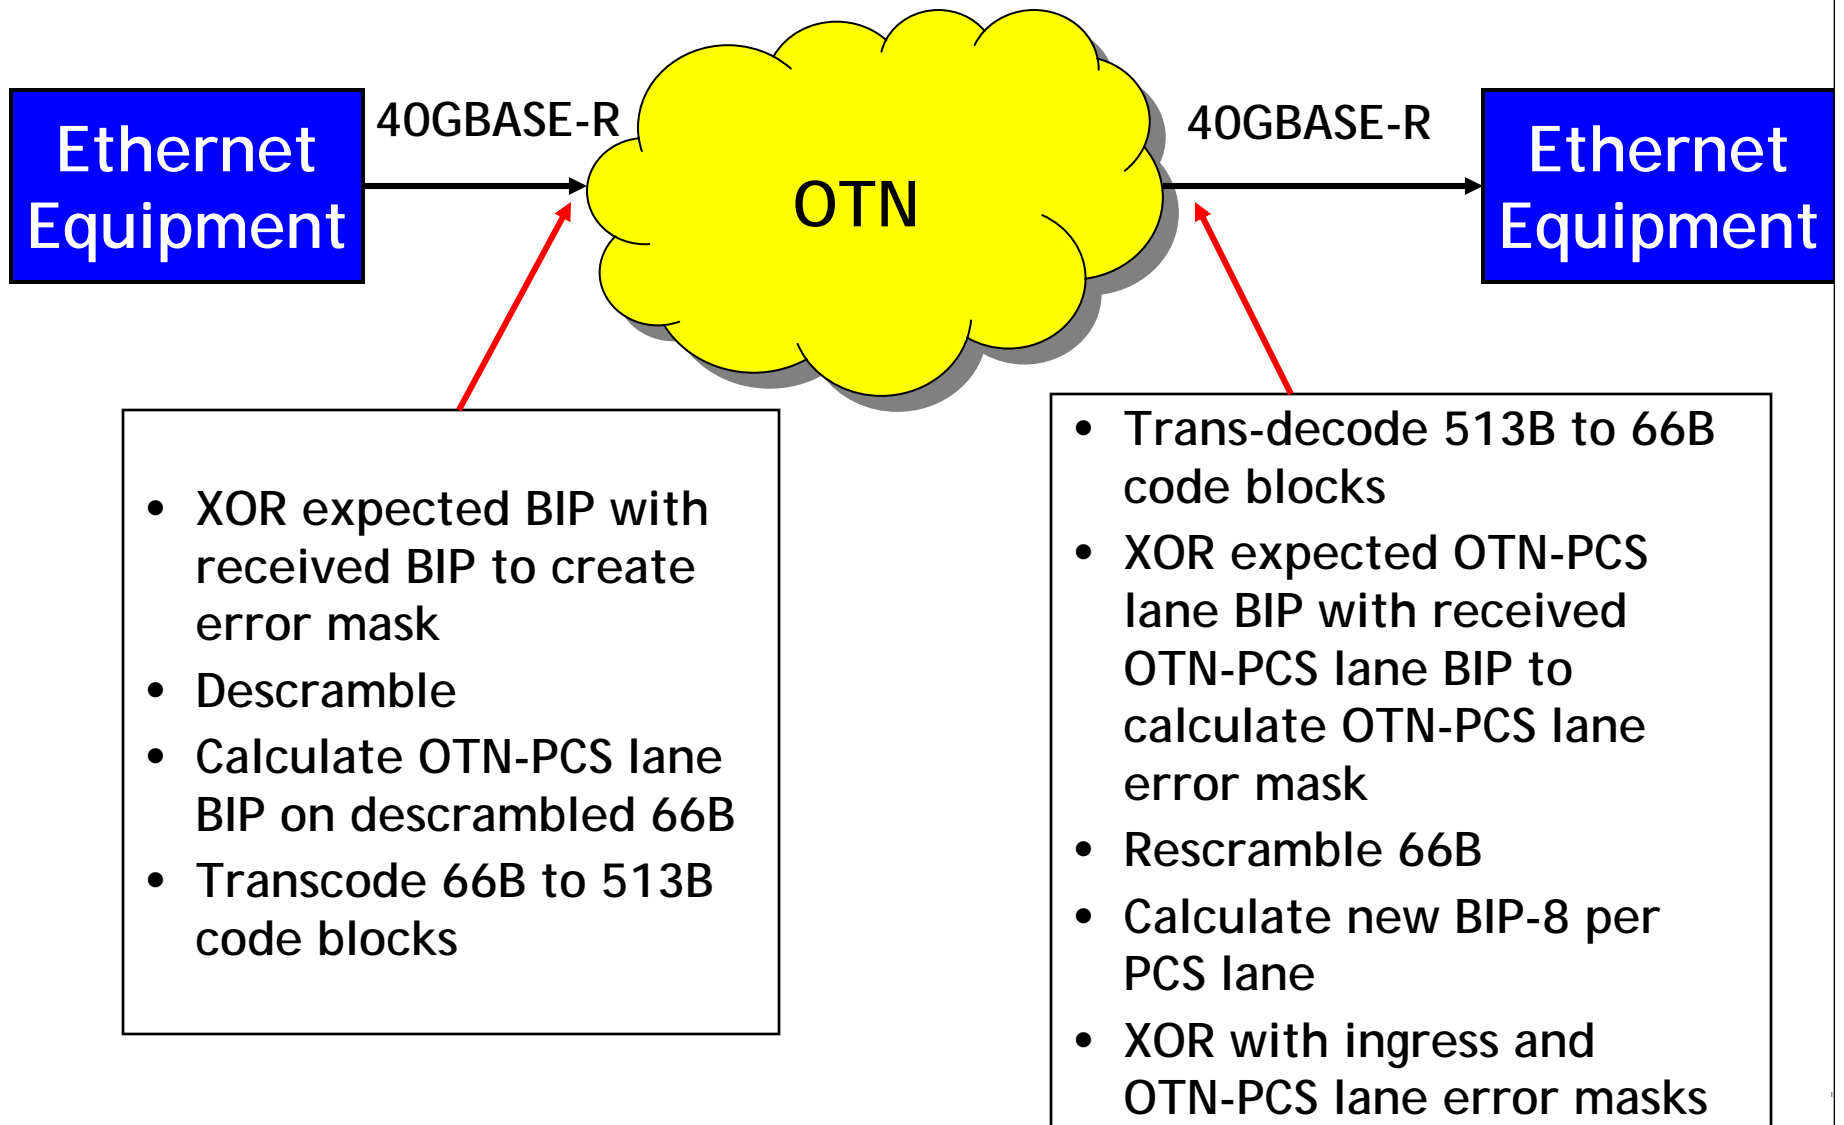 Ethernet
Equipment
40GBASE-R
OTN
40GBASE-R
Ethernet
Equipment
• XOR expected BIP with
received BIP to create
error mask
• Descramble
• Calculate OTN-PCS lane
BIP on descrambled 66B
• Transcode 66B to 513B
code blocks
• Trans-decode 513B to 66B
code blocks
• XOR expected OTN-PCS
lane BIP with received
OTN-PCS lane BIP to
calculate OTN-PCS lane
error mask
• Rescramble 66B
• Calculate new BIP-8 per
PCS lane
• XOR with ingress and
OTN-PCS lane error masks